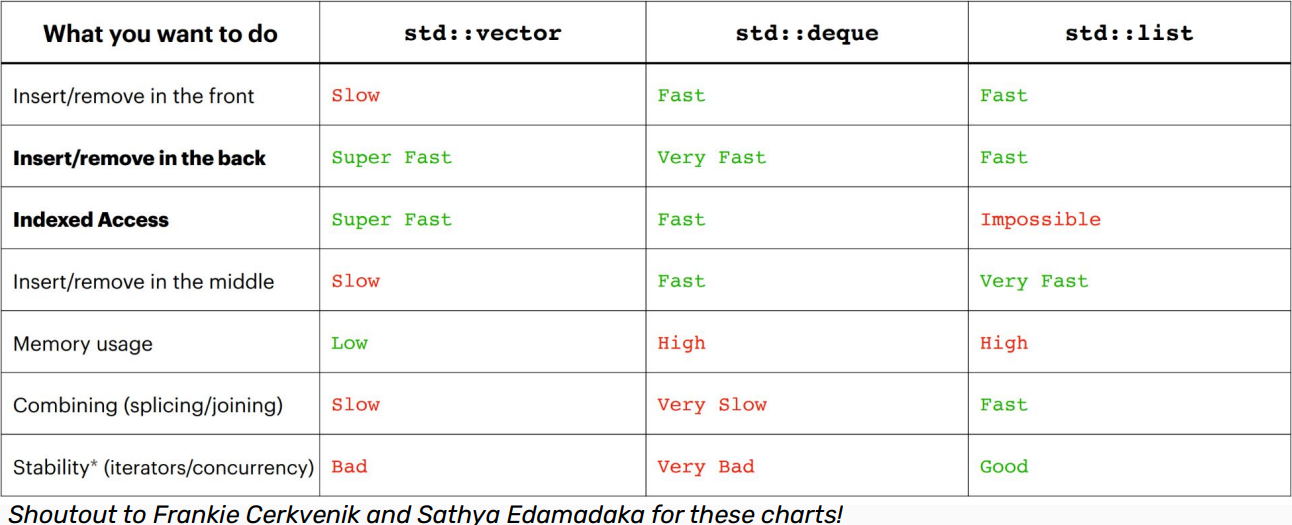 What you want to do std::vector std::deque std::list
Insert/remove in the front Slow Fast Fast
Insert/remove in the back Super Fast Very Fast Fast
Indexed Access Super Fast Fast Impossible
Insert/remove in the middle Slow Fast Very Fast
Memory usage Low High High
Combining (splicing/joining) Slow Very Slow Fast
Stability* (iterators/concurrency) Bad Very Bad Good
Shoutout to Frankie Cerkvenik and Sathya Edamadaka for these charts!